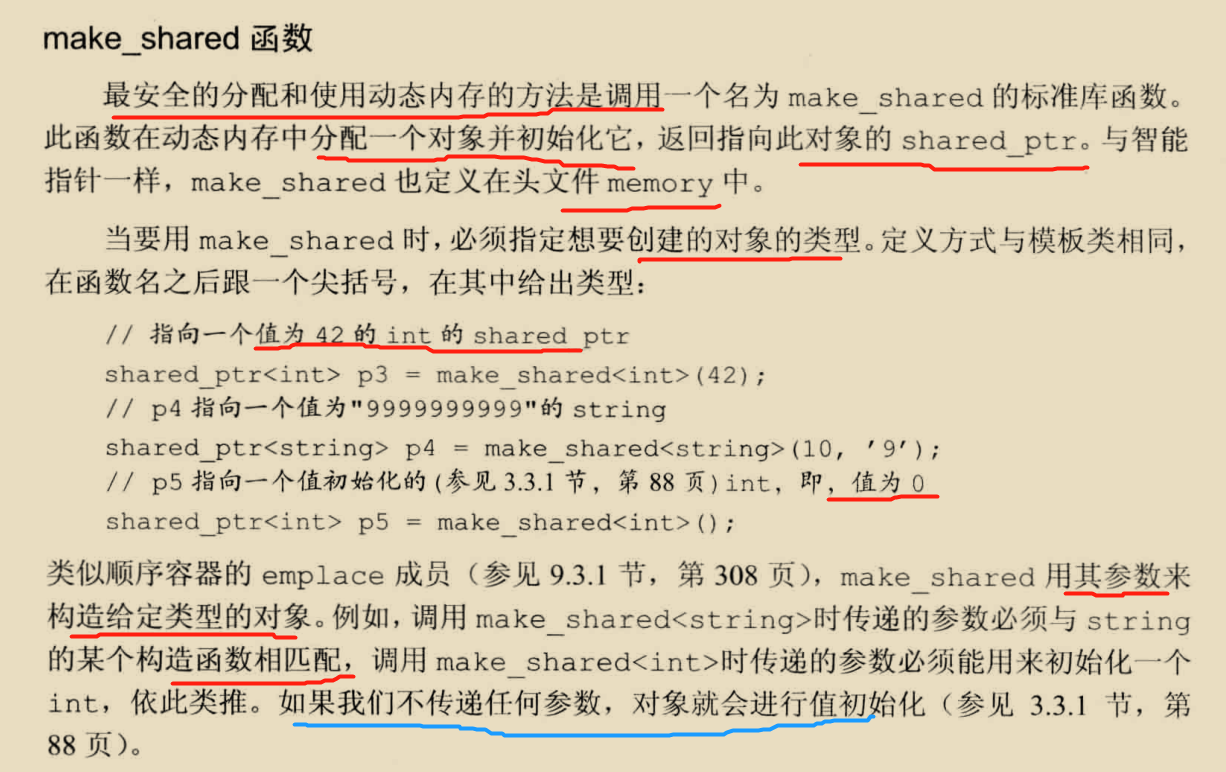 make_shared 函数
最安全的分配和使用动态内存的方法是调用一个名为 make_shared 的标准库函数。
此函数在动态内存中分配一个对象并初始化它，返回指向此对象的 shared_ptr。与智能
指针一样，make_shared 也定义在头文件 memory 中。
当要用 make_shared 时，必须指定想要创建的对象的类型。定义方式与模板类相同，
在函数名之后跟一个尖括号，在其中给出类型：
// 指向一个值为 42 的 int 的 shared_ptr
shared_ptr<int> p3 = make_shared<int>(42);
// p4 指向一个值为"9999999999"的 string
shared_ptr<string> p4 = make_shared<string>(10, '9');
// p5 指向一个值初始化的(参见 3.3.1 节，第 88 页)int，即，值为 0
shared_ptr<int> p5 = make_shared<int>();
类似顺序容器的 emplace 成员（参见 9.3.1 节，第 308 页），make_shared 用其参数来
构造给定类型的对象。例如，调用 make_shared<string>时传递的参数必须与 string
的某个构造函数相匹配，调用 make_shared<int>时传递的参数必须能用来初始化一个
int，依此类推。如果我们不传递任何参数，对象就会进行值初始化（参见 3.3.1 节，第
88 页）。